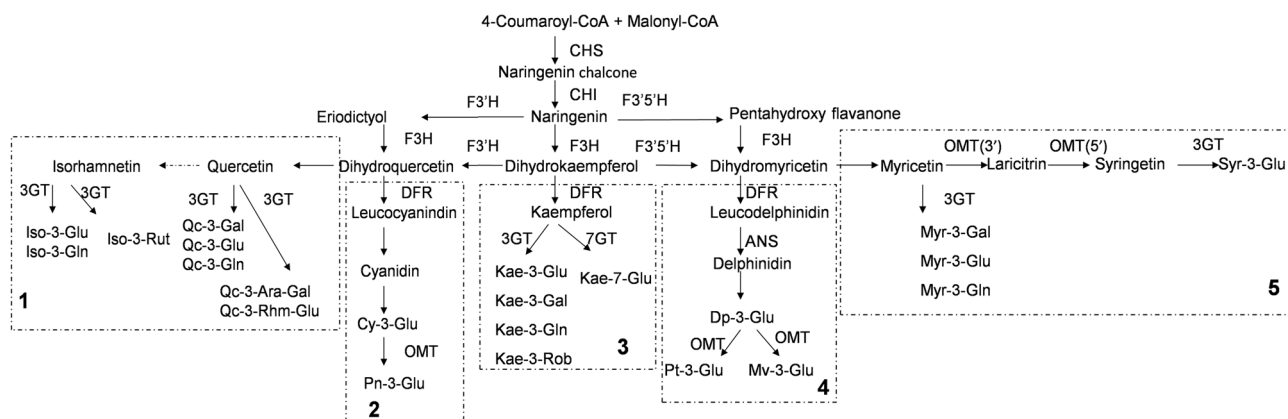 4-Coumaroyl-CoA + Malonyl-CoA
CHS
Naringenin chalcone
CHI
F3'H
F3'5'H
Eriodictyol
Naringenin
Pentahydroxy flavanone
F3H
F3'H
F3H
F3'5'H
F3H
Isorhamnetin
Quercetin
Dihydroquercetin
Dihydrokaempferol
Dihydromyricetin
Myricetin
OMT(3′)
Laricitrin
OMT(5′)
Syringetin
3GT
Syr-3-Glu
3GT
3GT
Iso-3-Glu
Iso-3-Gln
Iso-3-Rut
3GT
3GT
Qc-3-Gal
Qc-3-Glu
Qc-3-Gln
Qc-3-Ara-Gal
Qc-3-Rhm-Glu
1
DFR
Leucocyanindin
Cyanidin
Cy-3-Glu
OMT
Pn-3-Glu
2
DFR
Kaempferol
3GT
7GT
Kae-3-Glu
Kae-7-Glu
Kae-3-Gal
Kae-3-Gln
Kae-3-Rob
3
DFR
Leucodelphinidin
ANS
Delphinidin
Dp-3-Glu
OMT
OMT
Pt-3-Glu
Mv-3-Glu
4
3GT
Myr-3-Gal
Myr-3-Glu
Myr-3-Gln
5